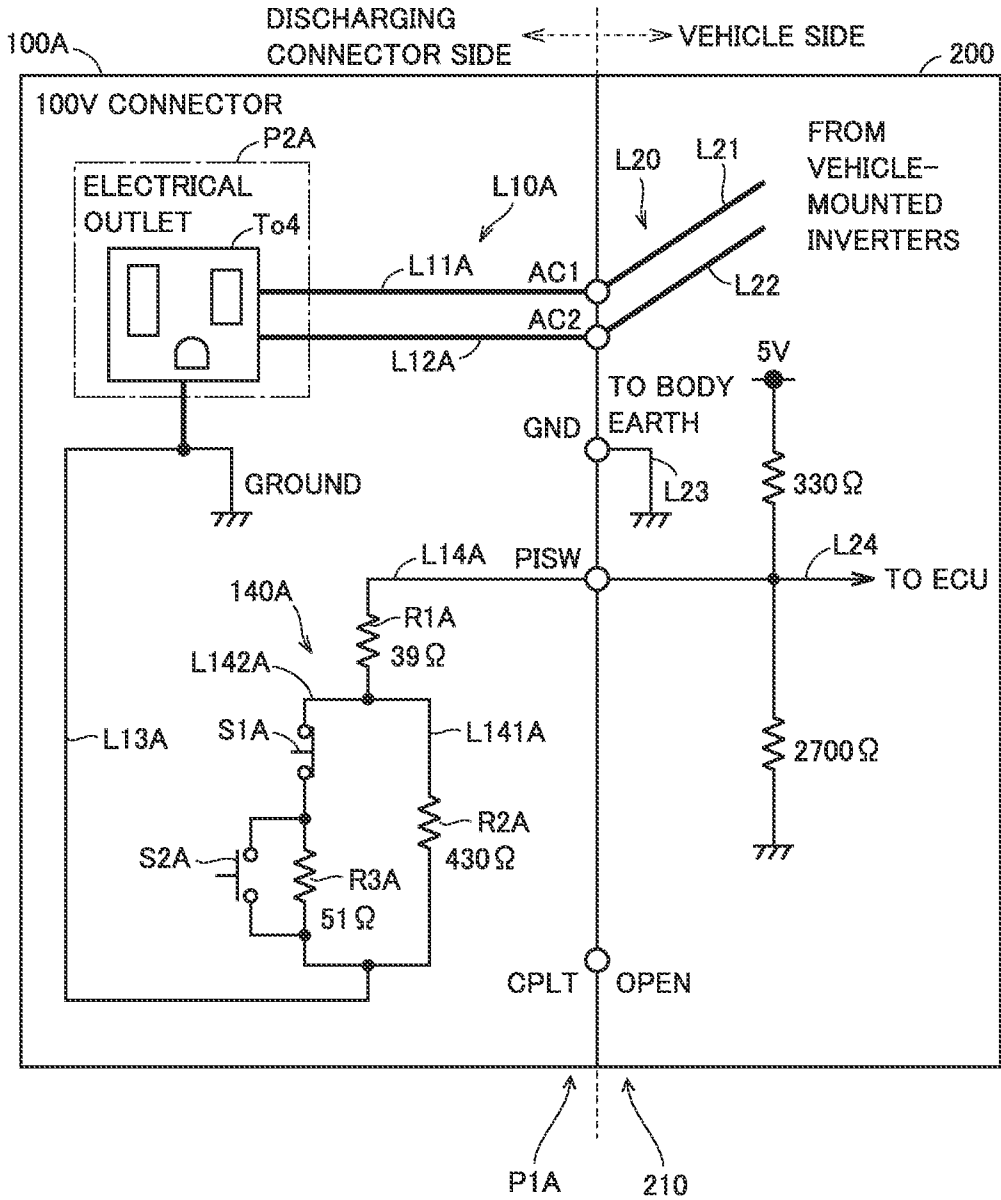 DISCHARGING
CONNECTOR SIDE
VEHICLE SIDE
100A
200
100V CONNECTOR
P2A
ELECTRICAL
OUTLET
To4
L10A
L11A
L12A
AC1
AC2
L20
L21
L22
FROM
VEHICLE-
MOUNTED
INVERTERS
5V
TO BODY
EARTH
GND
L23
GROUND
330Ω
L14A
PISW
L24
TO ECU
140A
R1A
39Ω
L142A
S1A
L141A
L13A
2700Ω
S2A
R3A
51Ω
R2A
430Ω
CPLT
OPEN
P1A
210